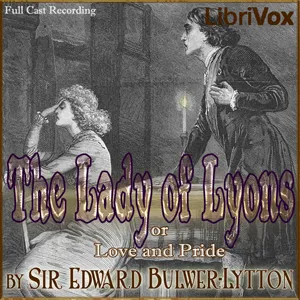 Full Cast Recording
LibriVox
The Lady of Lyons
or
Love and Pride
BY SIR EDWARD BULWER-LYTTON